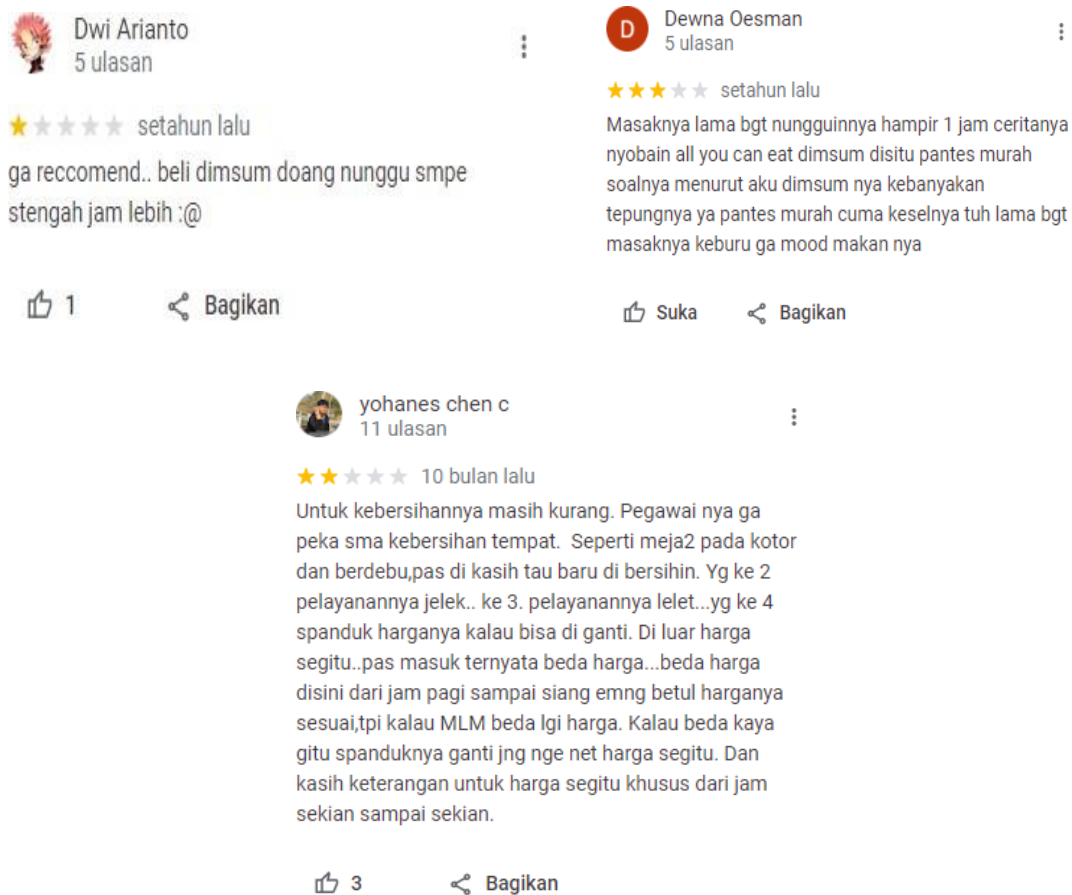 Dwi Arianto
5 ulasan
setahun lalu
ga reccomend.. beli dimsum doang nunggu smpe
stengah jam lebih :@
1
Bagikan
D
Dewna Oesman
5 ulasan
setahun lalu
Masaknya lama bgt nungguinnya hampir 1 jam ceritanya
nyobain all you can eat dimsum disitu pantes murah
soalnya menurut aku dimsum nya kebanyakan
tepungnya ya pantes murah cuma keselnya tuh lama bgt
masaknya keburu ga mood makan nya
Suka
Bagikan
yohanes chen c
11 ulasan
10 bulan lalu
Untuk kebersihannya masih kurang. Pegawai nya ga
peka sma kebersihan tempat.  Seperti meja2 pada kotor
dan berdebu,pas di kasih tau baru di bersihin. Yg ke 2
pelayanannya jelek.. ke 3. pelayanannya lelet...yg ke 4
spanduk harganya kalau bisa di ganti. Di luar harga
segitu..pas masuk ternyata beda harga...beda harga
disini dari jam pagi sampai siang emng betul harganya
sesuai,tpi kalau MLM beda lgi harga. Kalau beda kaya
gitu spanduknya ganti jng nge net harga segitu. Dan
kasih keterangan untuk harga segitu khusus dari jam
sekian sampai sekian.
3
Bagikan